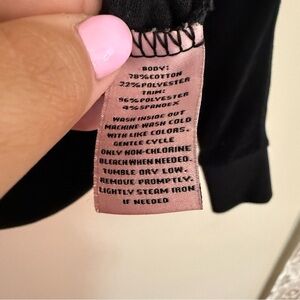 BODY:
78%COTTON
22%POLYESTER
TRIM:
96%POLYESTER
4%SPANDEX
WASH INSIDE OUT
MACHINE WASH COLD
WITH LIKE COLORS.
GENTLE CYCLE
ONLY NON-CHLORINE
BLEACH WHEN NEEDED.
TUMBLE DRY LOW.
REMOVE PROMPTLY.
LIGHTLY STEAM IRON
IF NEEDED